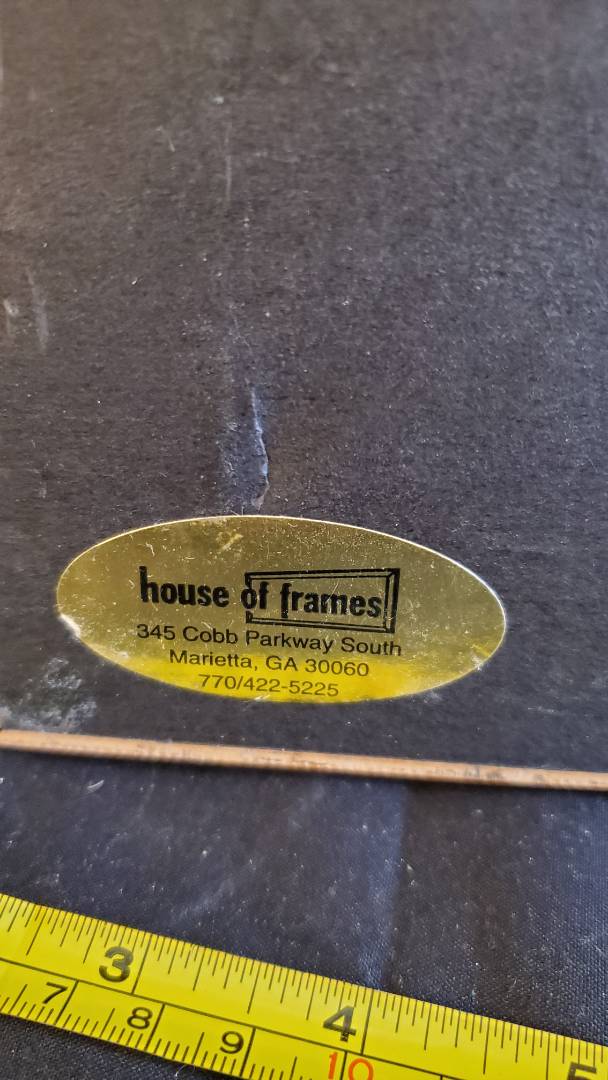 house of frames
345 Cobb Parkway South
Marietta, GA 30060
770/422-5225
3 4 5
7 8 9 10